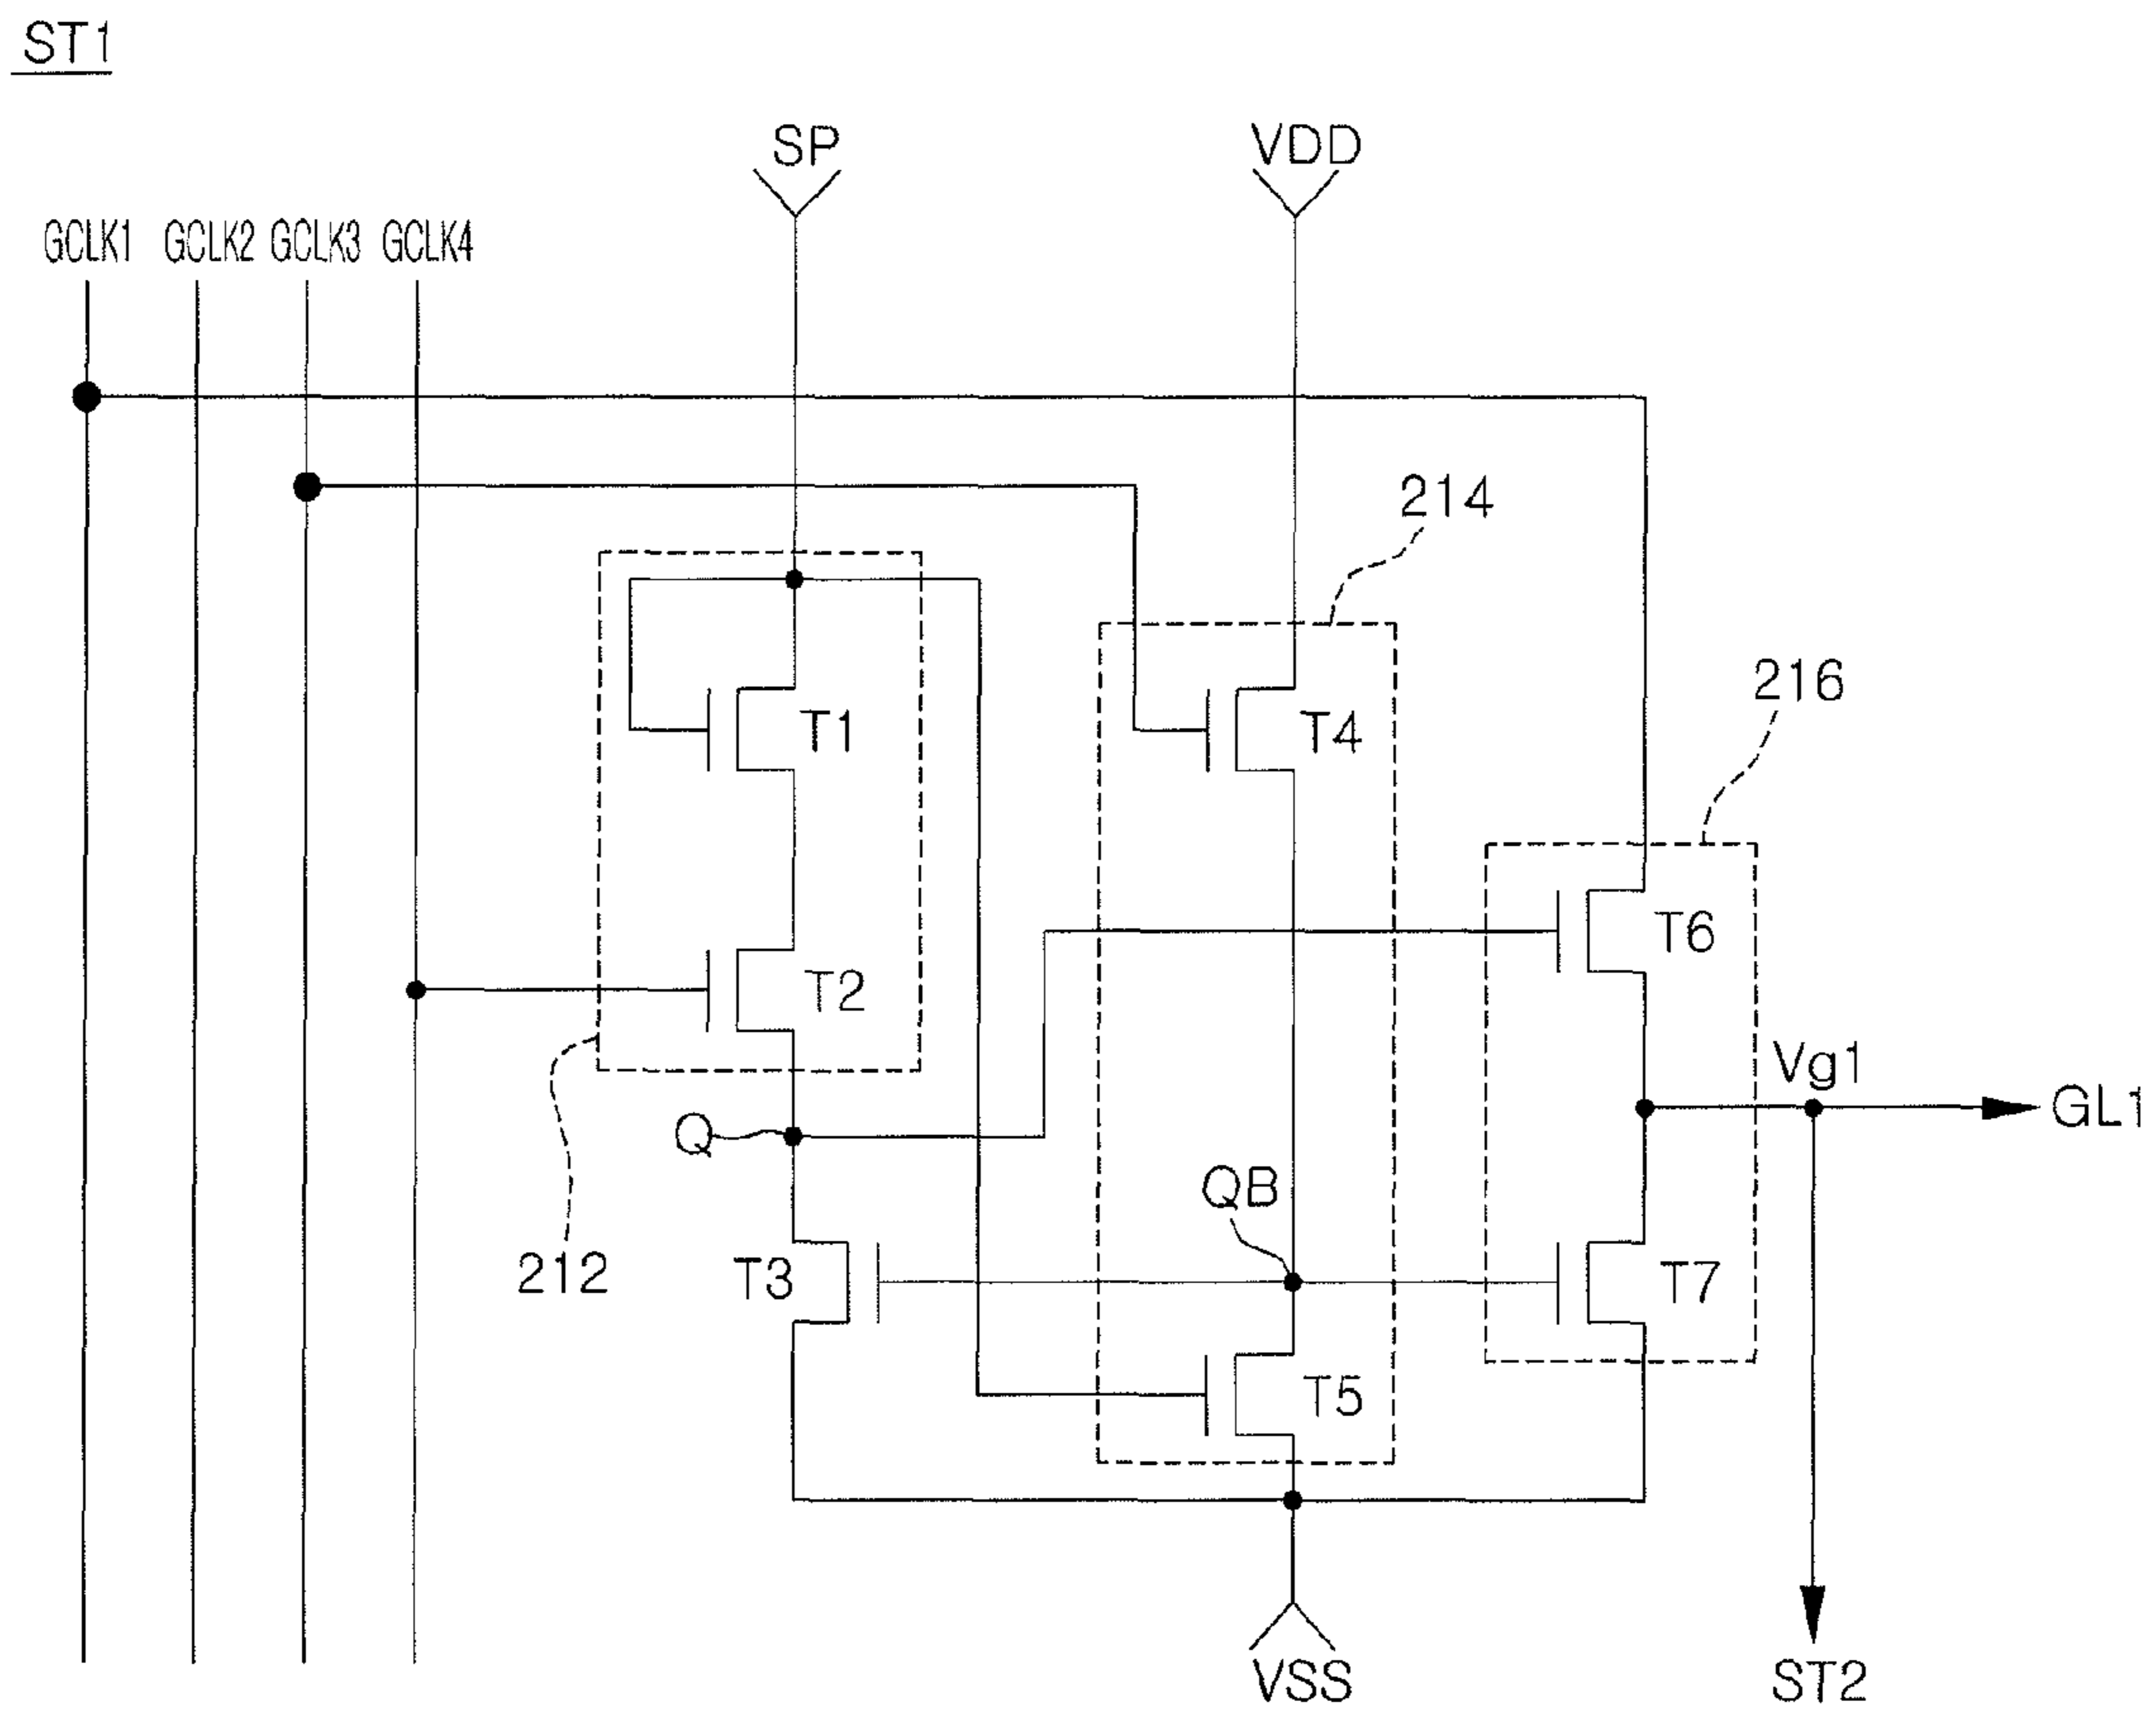 ST1
SP
VDD
GCLK1 GCLK2 GCLK3 GCLK4
214
216
T1
T4
T6
T2
Vg1
GL1
Q
QB
212
T3
T7
T5
VSS
ST2